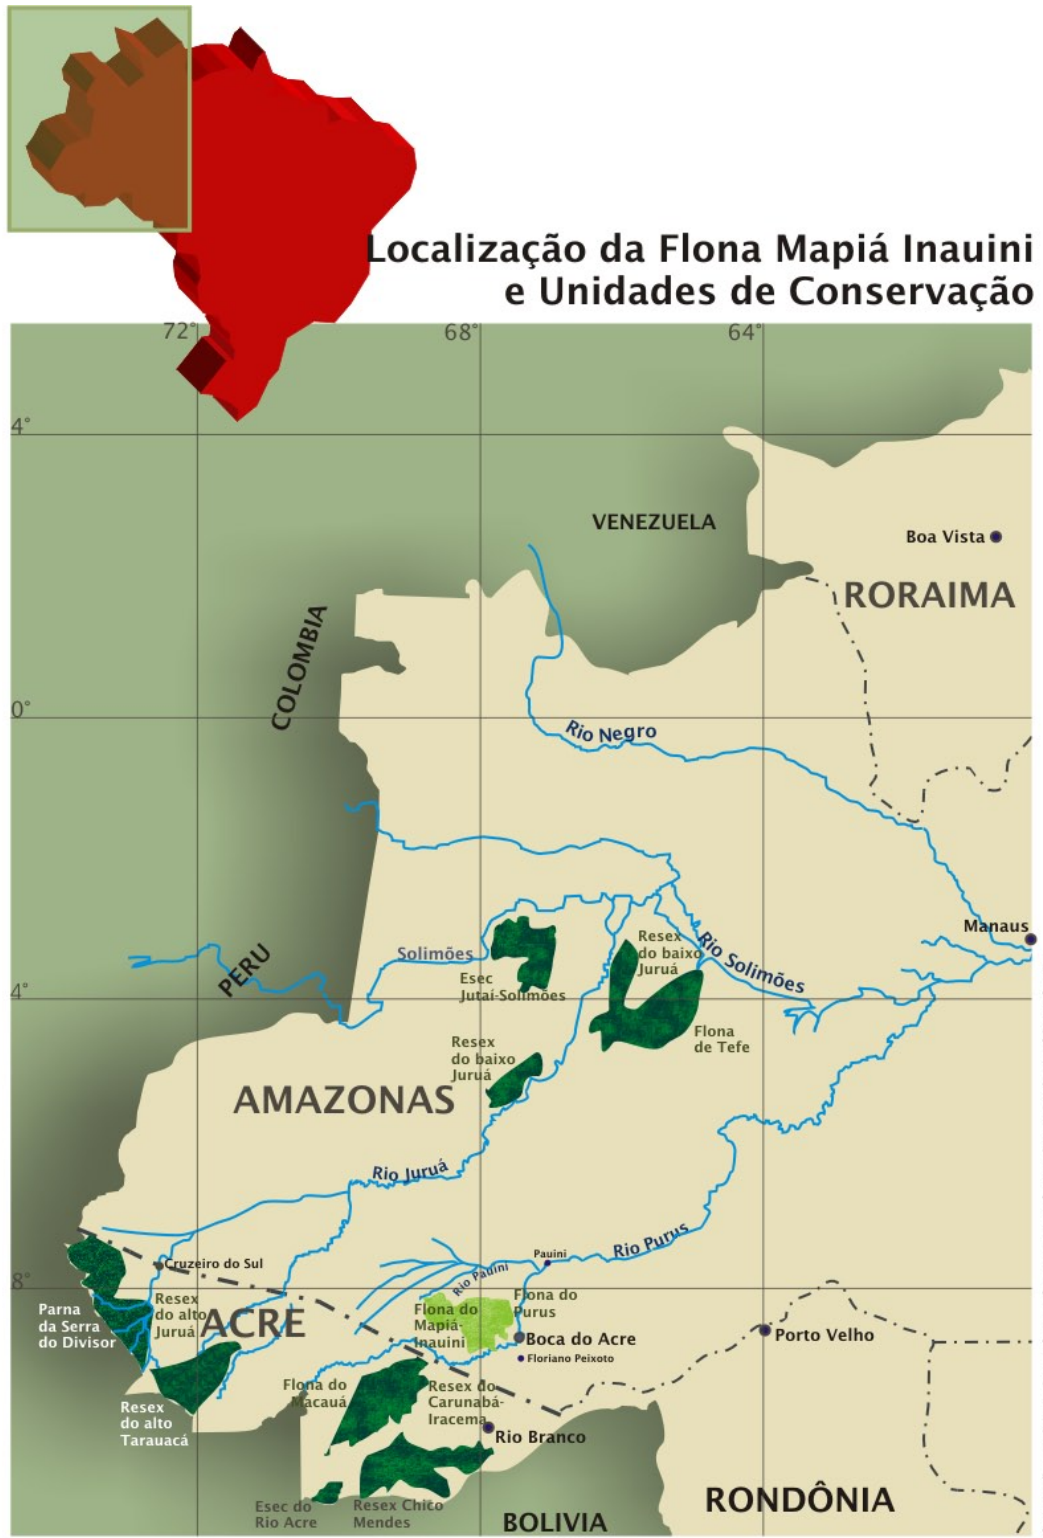 Localização da Flona Mapiá Inauini
e Unidades de Conservação
72°
68°
64°
4°
VENEZUELA
Boa Vista
RORAIMA
COLOMBIA
0°
Rio Negro
Manaus
PERU
Solimões
Resex
do baixo
Juruá
Rio Solimões
Esec
Jutaí-Solimões
4°
Flona
de Tefe
Resex
do baixo
Juruá
AMAZONAS
Rio Juruá
Rio Purus
Pauini
Rio Pauini
Cruzeiro do Sul
8°
Parna
da Serra
do Divisor
Resex
do alto
Juruá
ACRE
Flona do
Mapiá-
Inauini
Flona do
Purus
Boca do Acre
Floriano Peixoto
Porto Velho
Flona do
Macauá
Resex do
Carunabá-
Iracema
Resex
do alto
Tarauacá
Rio Branco
Esec do
Rio Acre
Resex Chico
Mendes
BOLIVIA
RONDÔNIA